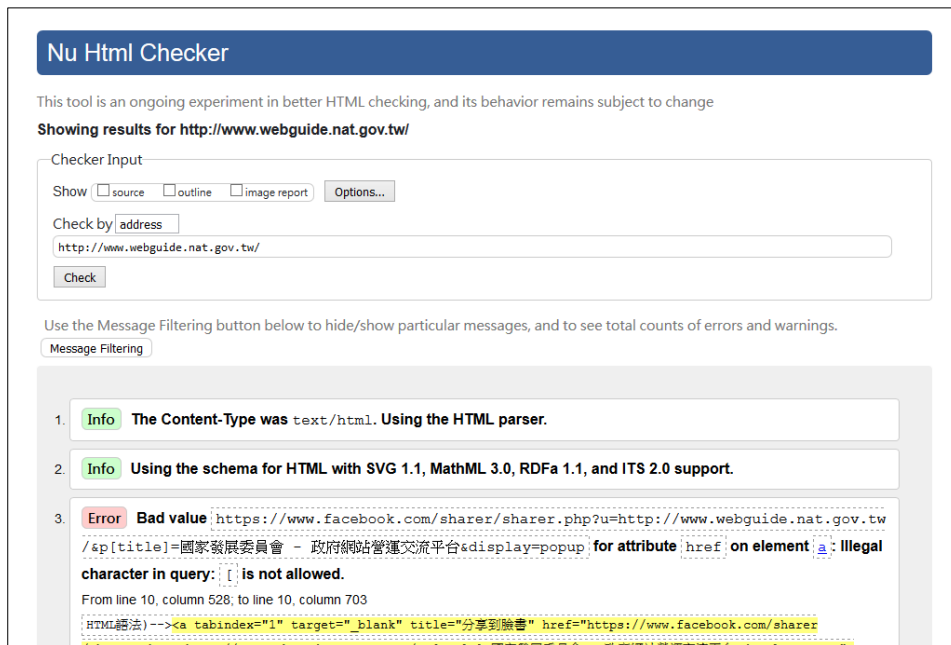 Nu Html Checker
This tool is an ongoing experiment in better HTML checking, and its behavior remains subject to change
Showing results for http://www.webguide.nat.gov.tw/
Checker Input
Show source outline image report Options...
Check by address
http://www.webguide.nat.gov.tw/
Check
Use the Message Filtering button below to hide/show particular messages, and to see total counts of errors and warnings.
Message Filtering
1. Info The Content-Type was text/html. Using the HTML parser.
2. Info Using the schema for HTML with SVG 1.1, MathML 3.0, RDFa 1.1, and ITS 2.0 support.
3. Error Bad value https://www.facebook.com/sharer/sharer.php?u=http://www.webguide.nat.gov.tw
/&p[title]=國家發展委員會 - 政府網站營運交流平台&display=popup for attribute href on element a: Illegal
character in query: [ is not allowed.
From line 10, column 528; to line 10, column 703
HTML語法)--><a tabindex="1" target="_blank" title="分享到臉書" href="https://www.facebook.com/sharer